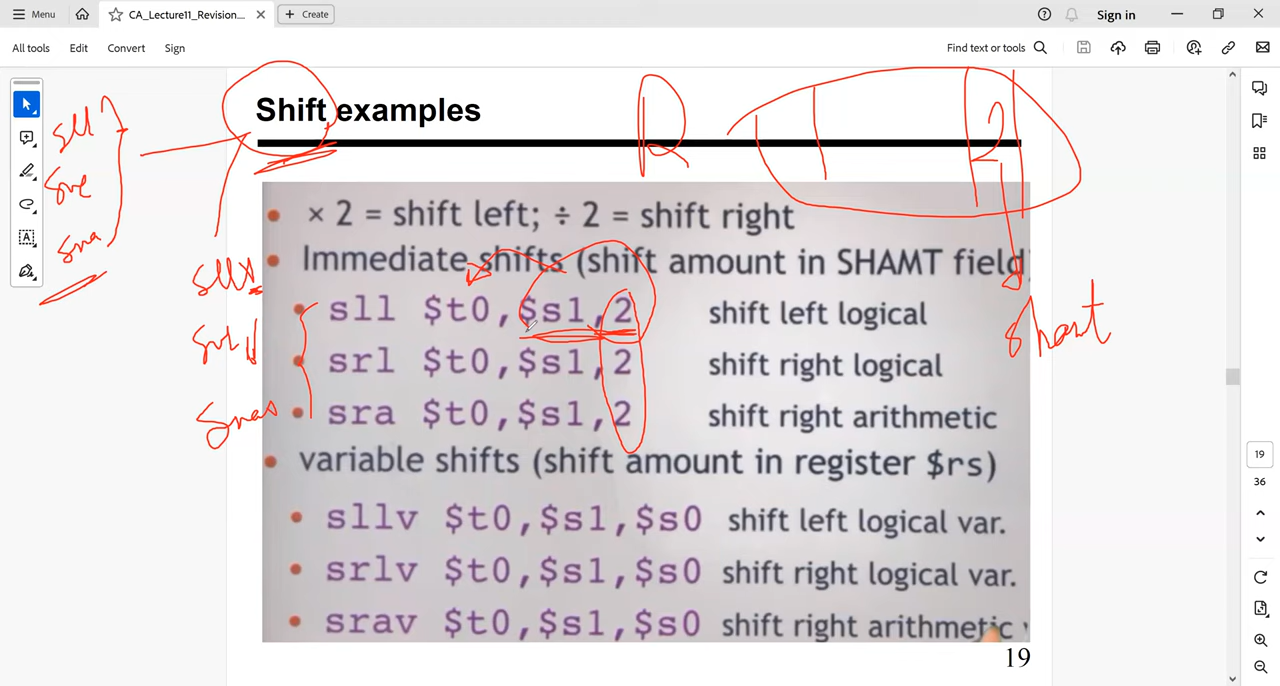 Menu CA_Lecture11_Revision... Create Sign in
All tools Edit Convert Sign Find text or tools
Shift examples
R
2
sll
sra
× 2 = shift left; ÷ 2 = shift right
Immediate shifts (shift amount in SHAMT field)
sll $t0,$s1,2 shift left logical
srl $t0,$s1,2 shift right logical
sra $t0,$s1,2 shift right arithmetic
shamt
variable shifts (shift amount in register $rs)
sllv $t0,$s1,$s0 shift left logical var.
srlv $t0,$s1,$s0 shift right logical var.
srav $t0,$s1,$s0 shift right arithmetic
19
19
36